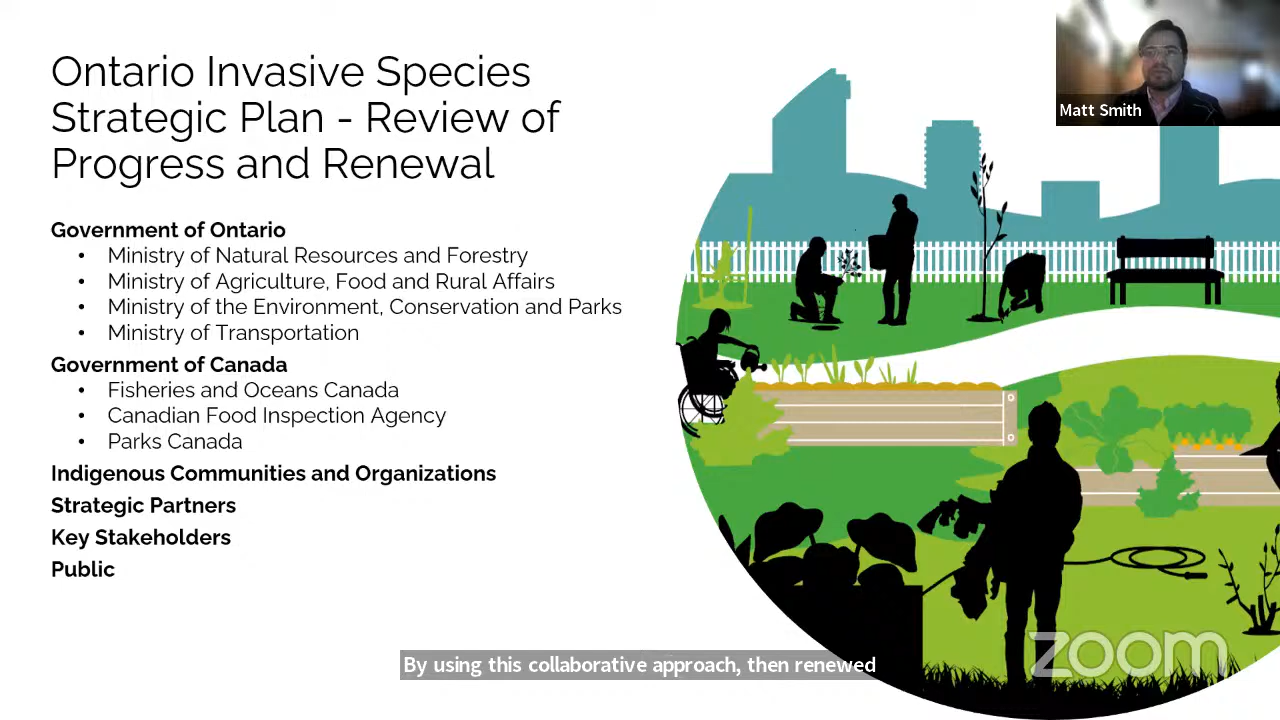 Ontario Invasive Species
Strategic Plan - Review of
Progress and Renewal
Government of Ontario
• Ministry of Natural Resources and Forestry
• Ministry of Agriculture, Food and Rural Affairs
• Ministry of the Environment, Conservation and Parks
• Ministry of Transportation
Government of Canada
• Fisheries and Oceans Canada
• Canadian Food Inspection Agency
• Parks Canada
Indigenous Communities and Organizations
Strategic Partners
Key Stakeholders
Public
Matt Smith
By using this collaborative approach, then renewed
zoom